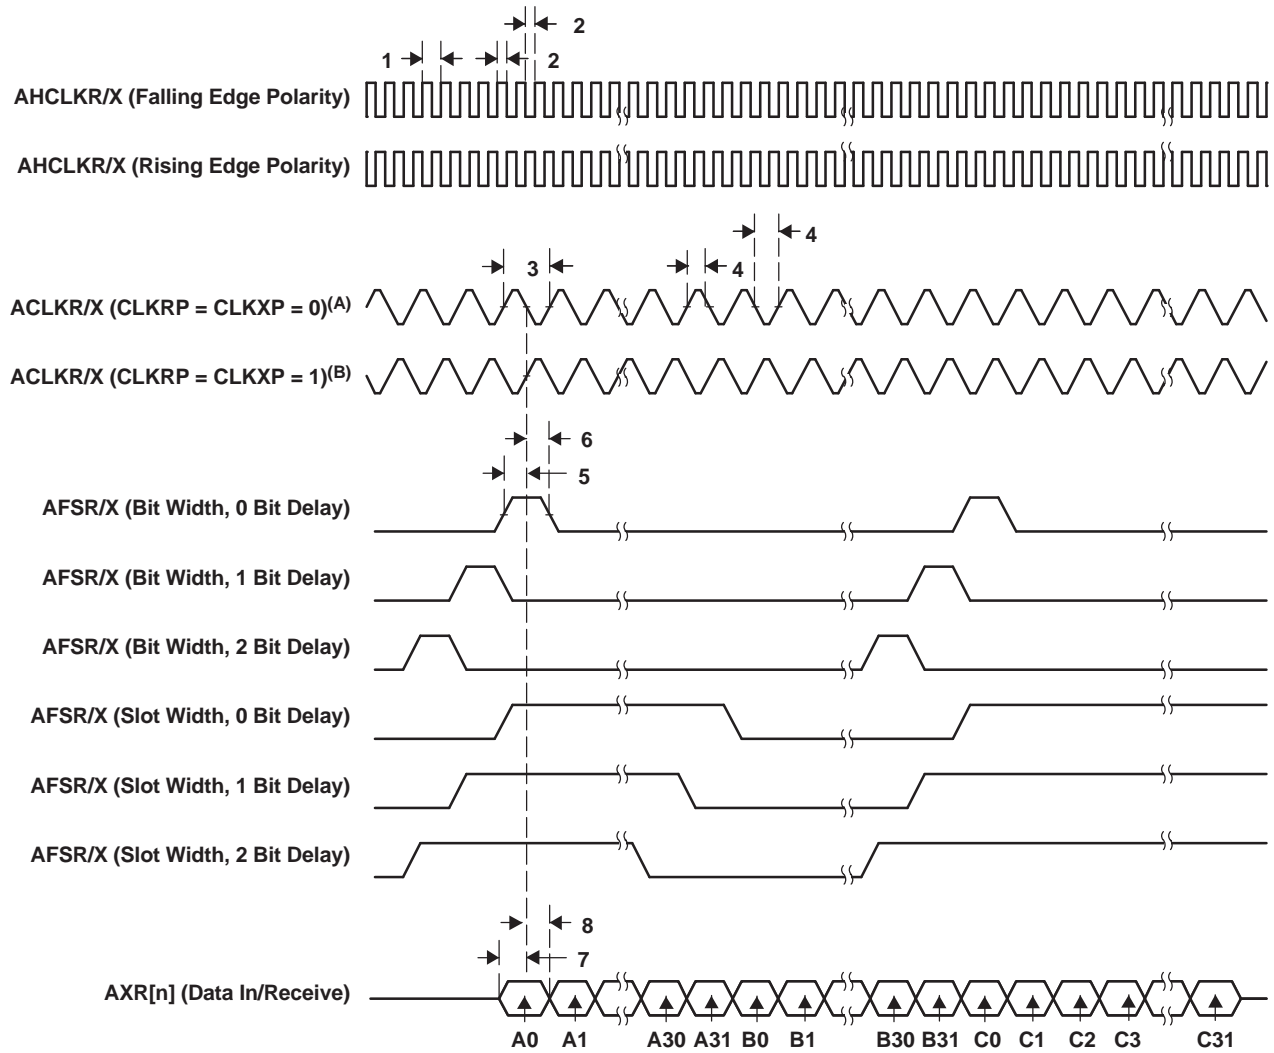 2
1 2
AHCLKR/X (Falling Edge Polarity)
AHCLKR/X (Rising Edge Polarity)
4
3 4
ACLKR/X (CLKRP = CLKXP = 0)(A)
ACLKR/X (CLKRP = CLKXP = 1)(B)
6
5
AFSR/X (Bit Width, 0 Bit Delay)
AFSR/X (Bit Width, 1 Bit Delay)
AFSR/X (Bit Width, 2 Bit Delay)
AFSR/X (Slot Width, 0 Bit Delay)
AFSR/X (Slot Width, 1 Bit Delay)
AFSR/X (Slot Width, 2 Bit Delay)
8
7
AXR[n] (Data In/Receive)
A0 A1 A30 A31 B0 B1 B30 B31 C0 C1 C2 C3 C31